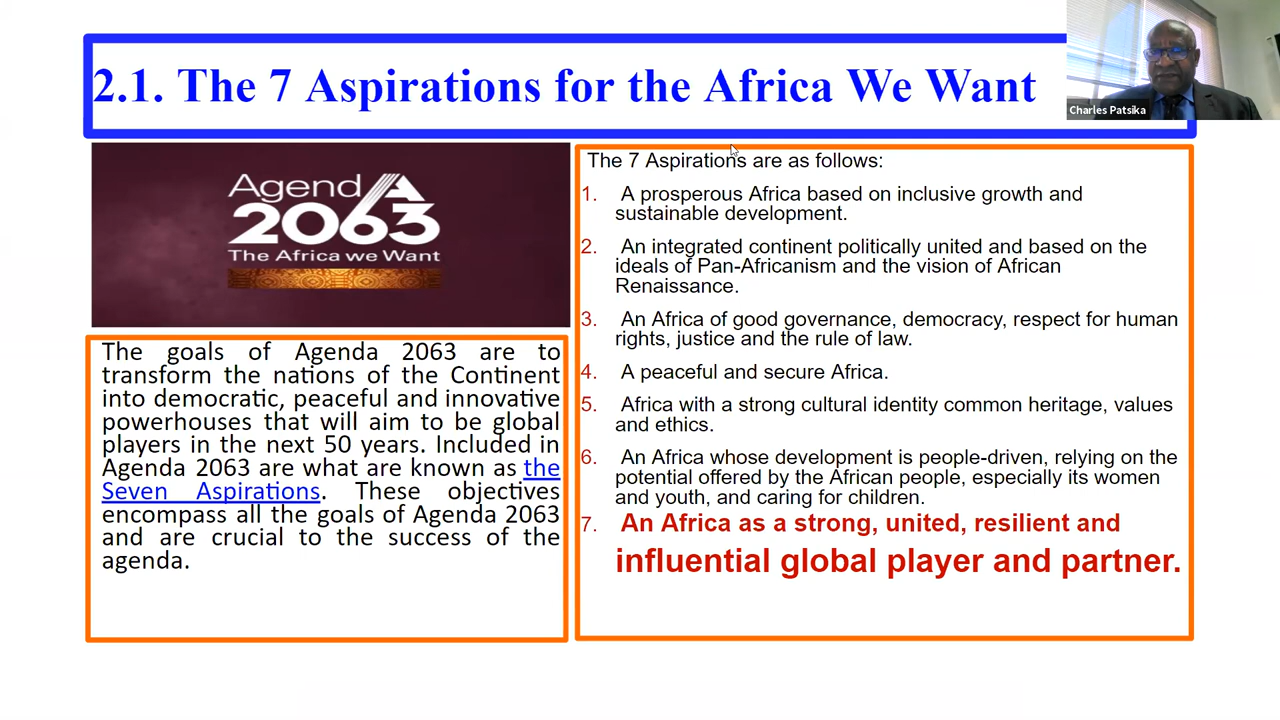 2.1. The 7 Aspirations for the Africa We Want
Charles Patsika
AgendA
2063
The Africa we Want
The goals of Agenda 2063 are to
transform the nations of the Continent
into democratic, peaceful and innovative
powerhouses that will aim to be global
players in the next 50 years. Included in
Agenda 2063 are what are known as the
Seven Aspirations. These objectives
encompass all the goals of Agenda 2063
and are crucial to the success of the
agenda.
The 7 Aspirations are as follows:
1. A prosperous Africa based on inclusive growth and
sustainable development.
2. An integrated continent politically united and based on the
ideals of Pan-Africanism and the vision of African
Renaissance.
3. An Africa of good governance, democracy, respect for human
rights, justice and the rule of law.
4. A peaceful and secure Africa.
5. Africa with a strong cultural identity common heritage, values
and ethics.
6. An Africa whose development is people-driven, relying on the
potential offered by the African people, especially its women
and youth, and caring for children.
7. An Africa as a strong, united, resilient and
influential global player and partner.